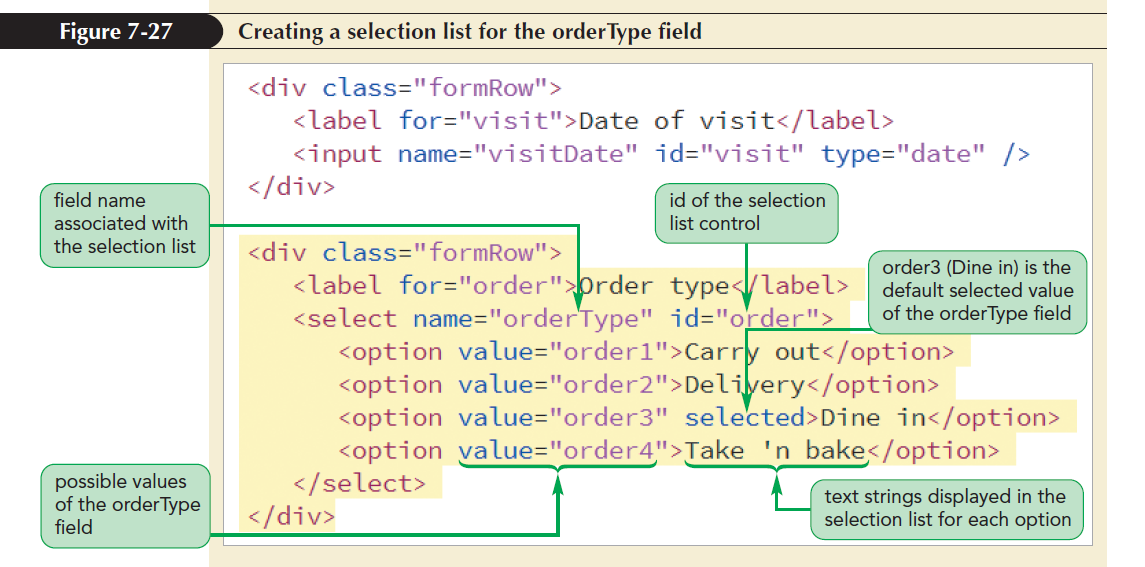 Figure 7-27
Creating a selection list for the orderType field
<div class="formRow">
<label for="visit">Date of visit</label>
<input name="visitDate" id="visit" type="date" />
</div>
field name
associated with
the selection list
id of the selection
list control
<div class="formRow">
<label for="order">Order type</label>
<select name="orderType" id="order">
order3 (Dine in) is the
default selected value
of the orderType field
<option value="order1">Carry out</option>
<option value="order2">Delivery</option>
<option value="order3" selected>Dine in</option>
<option value="order4">Take 'n bake</option>
</select>
</div>
possible values
of the orderType
field
text strings displayed in the
selection list for each option